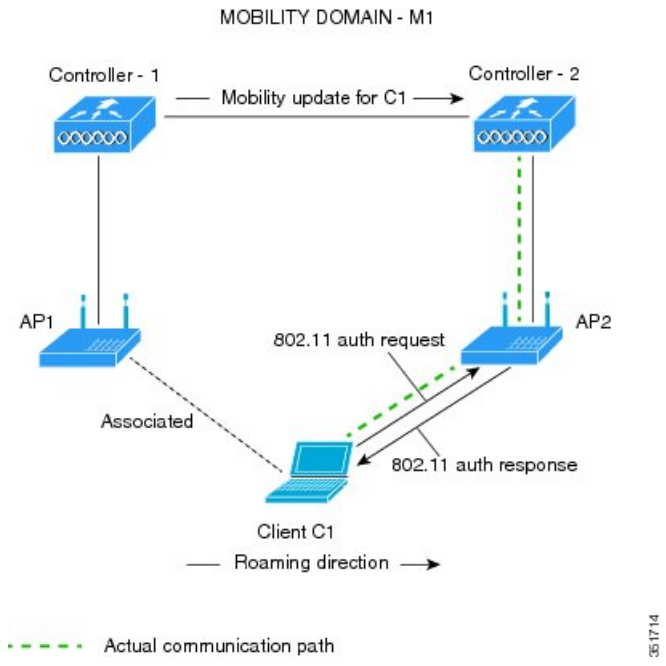 MOBILITY DOMAIN - M1
Controller - 1
Controller - 2
Mobility update for C1
AP1
AP2
802.11 auth request
Associated
802.11 auth response
Client C1
Roaming direction
Actual communication path
351714